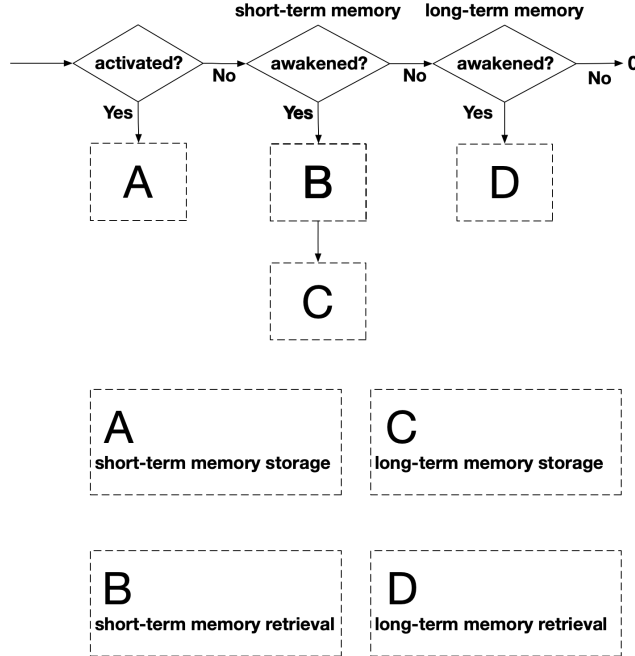 short-term memory long-term memory
activated? No awakened? No awakened? No 0
Yes Yes Yes
A B D
C
A C
short-term memory storage long-term memory storage
B D
short-term memory retrieval long-term memory retrieval